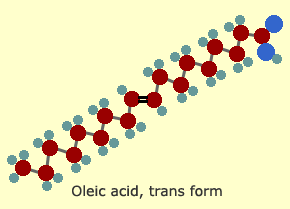 Oleic acid, trans form